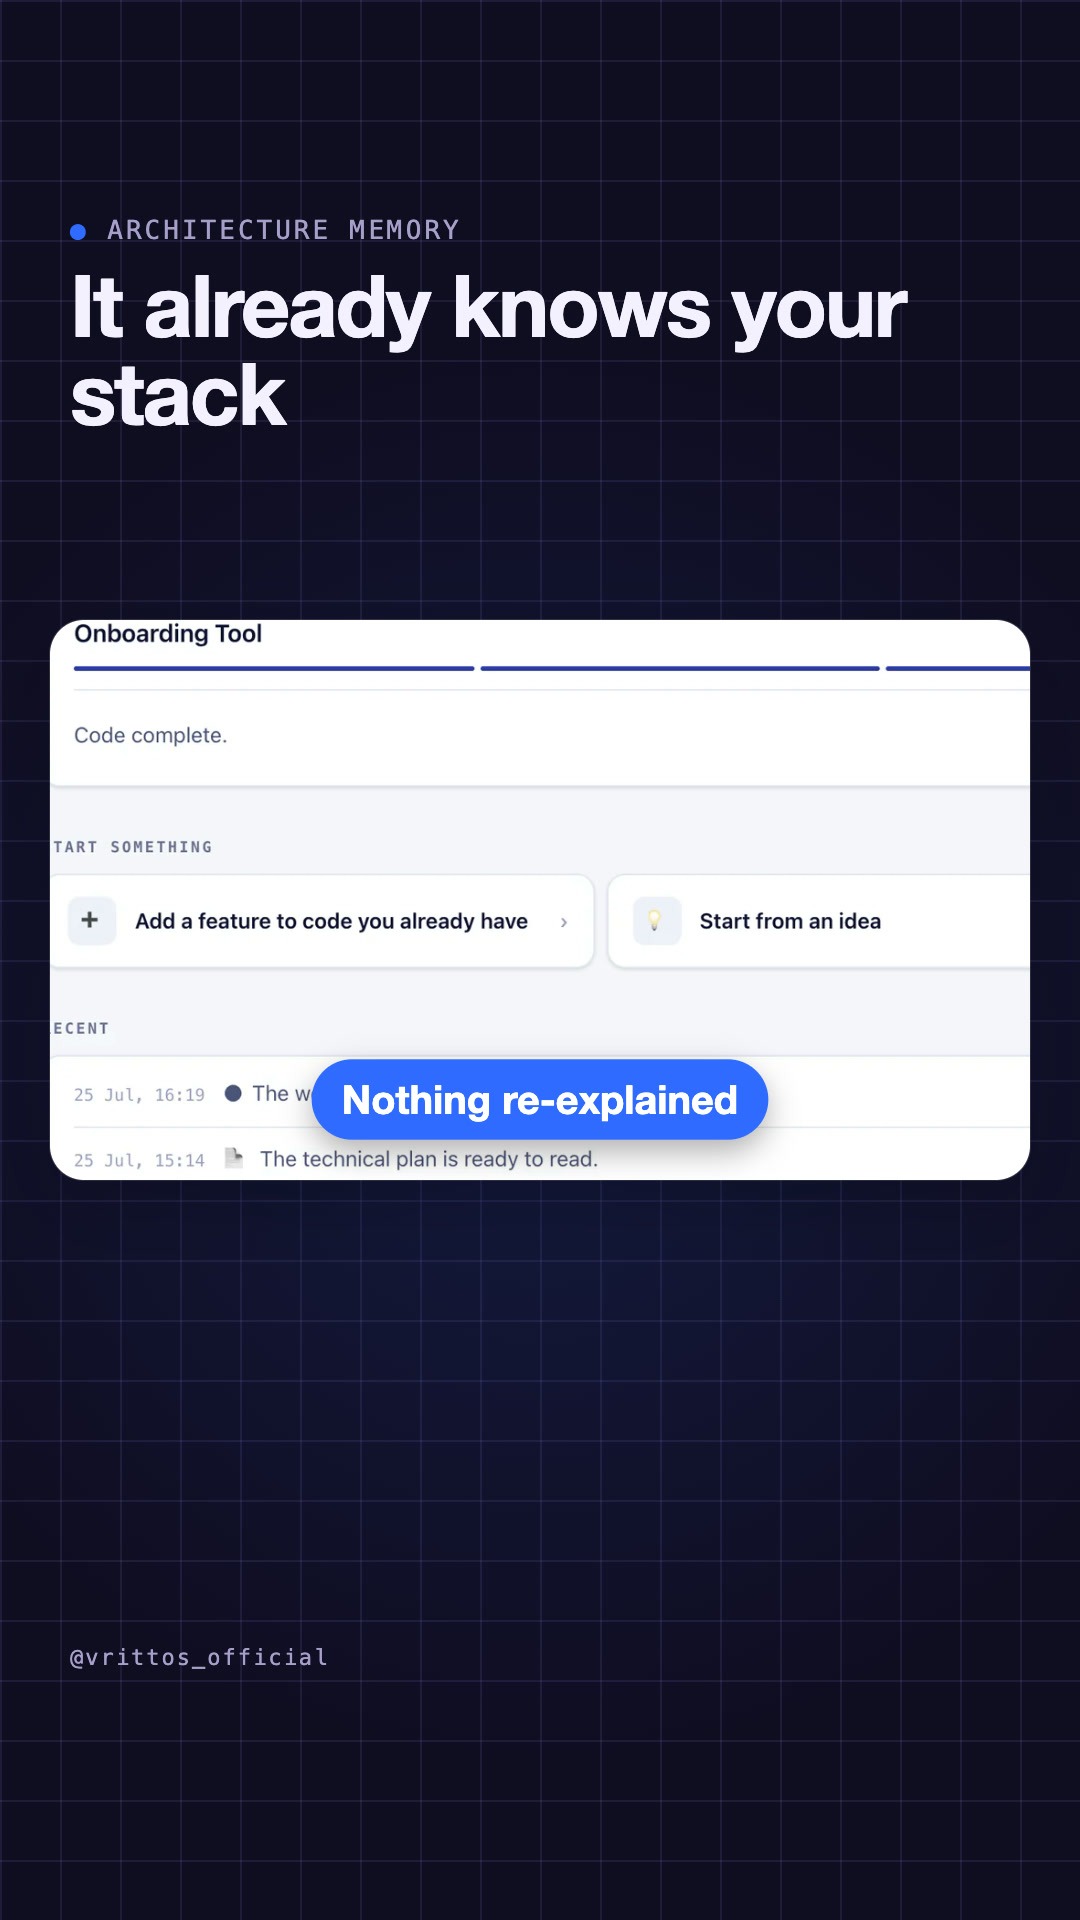 ARCHITECTURE MEMORY
It already knows your
stack
Onboarding Tool
Code complete.
TART SOMETHING
Add a feature to code you already have
Start from an idea
ECENT
25 Jul, 16:19 The
Nothing re-explained
25 Jul, 15:14 The technical plan is ready to read.
@vrittos_official